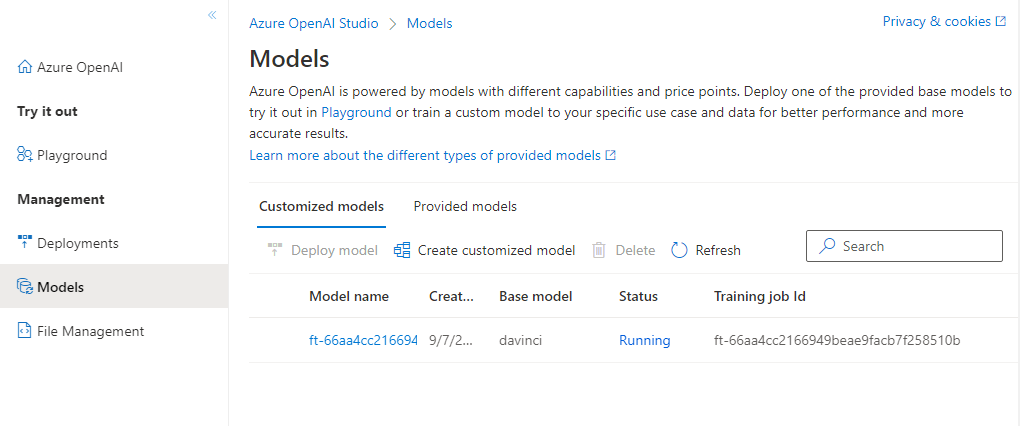 Azure OpenAI
Try it out
Playground
Management
Deployments
Models
File Management
Azure OpenAI Studio > Models
Privacy & cookies
Models
Azure OpenAI is powered by models with different capabilities and price points. Deploy one of the provided base models to
try it out in Playground or train a custom model to your specific use case and data for better performance and more
accurate results.
Learn more about the different types of provided models
Customized models Provided models
Deploy model Create customized model Delete Refresh Search
Model name Creat... Base model Status Training job Id
ft-66aa4cc216694 9/7/2... davinci Running ft-66aa4cc2166949beae9facb7f258510b